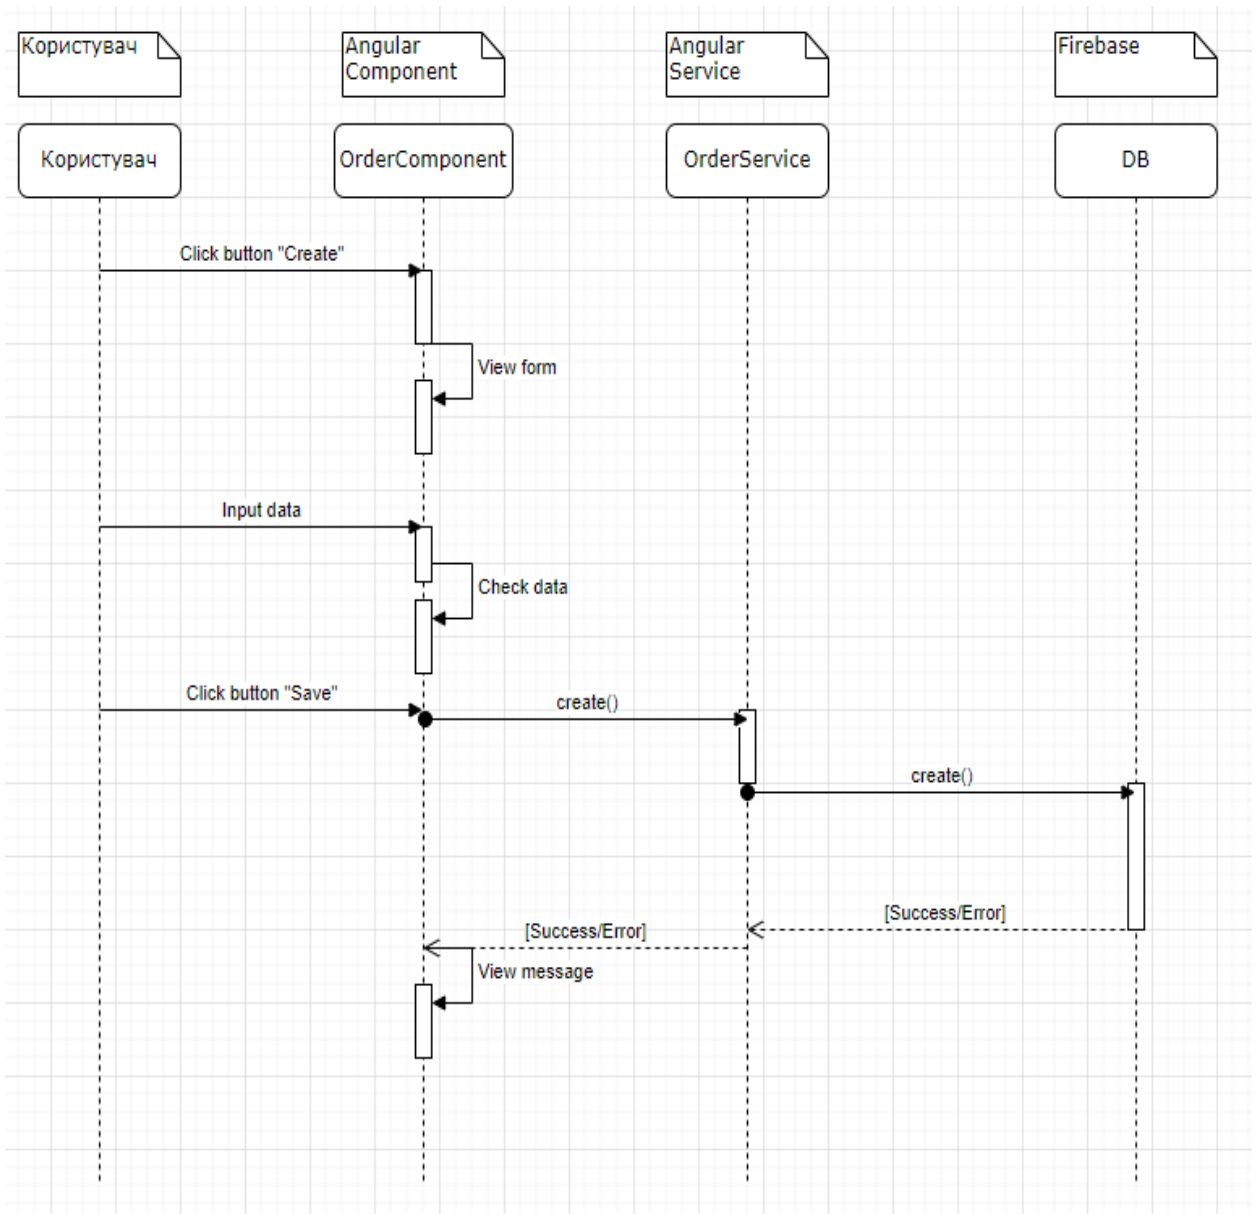 Користувач
Angular
Component
Angular
Service
Firebase
Користувач
OrderComponent
OrderService
DB
Click button "Create"
View form
Input data
Check data
Click button "Save"
create()
create()
[Success/Error]
[Success/Error]
View message